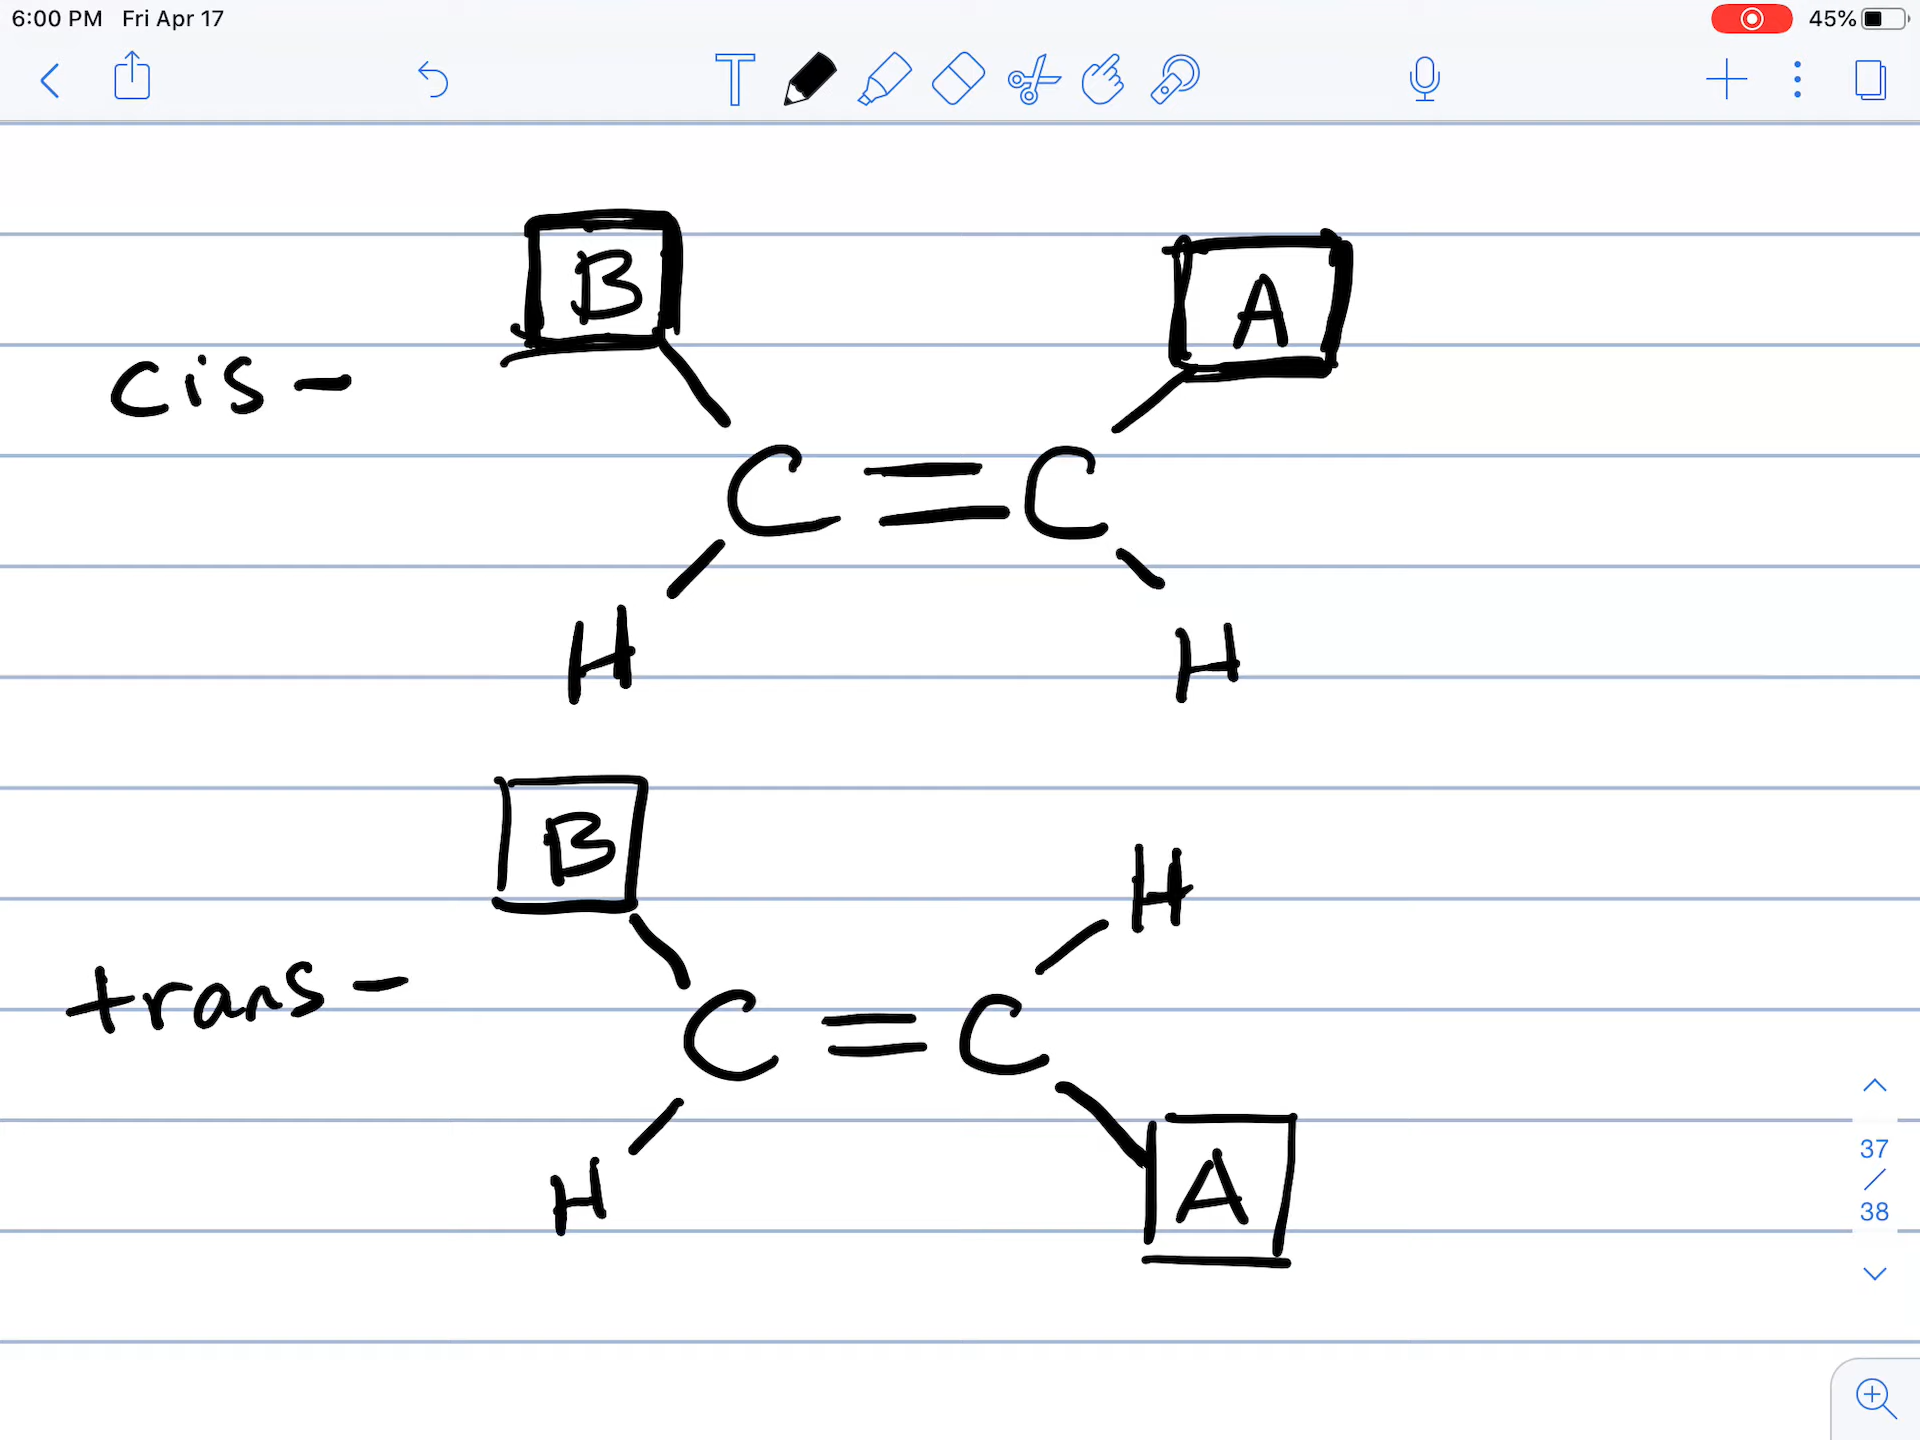 6:00 PM Fri Apr 17
45%
T
B
A
cis-
C = C
H H
B
H
trans-
C = C
H
A
37
/
38